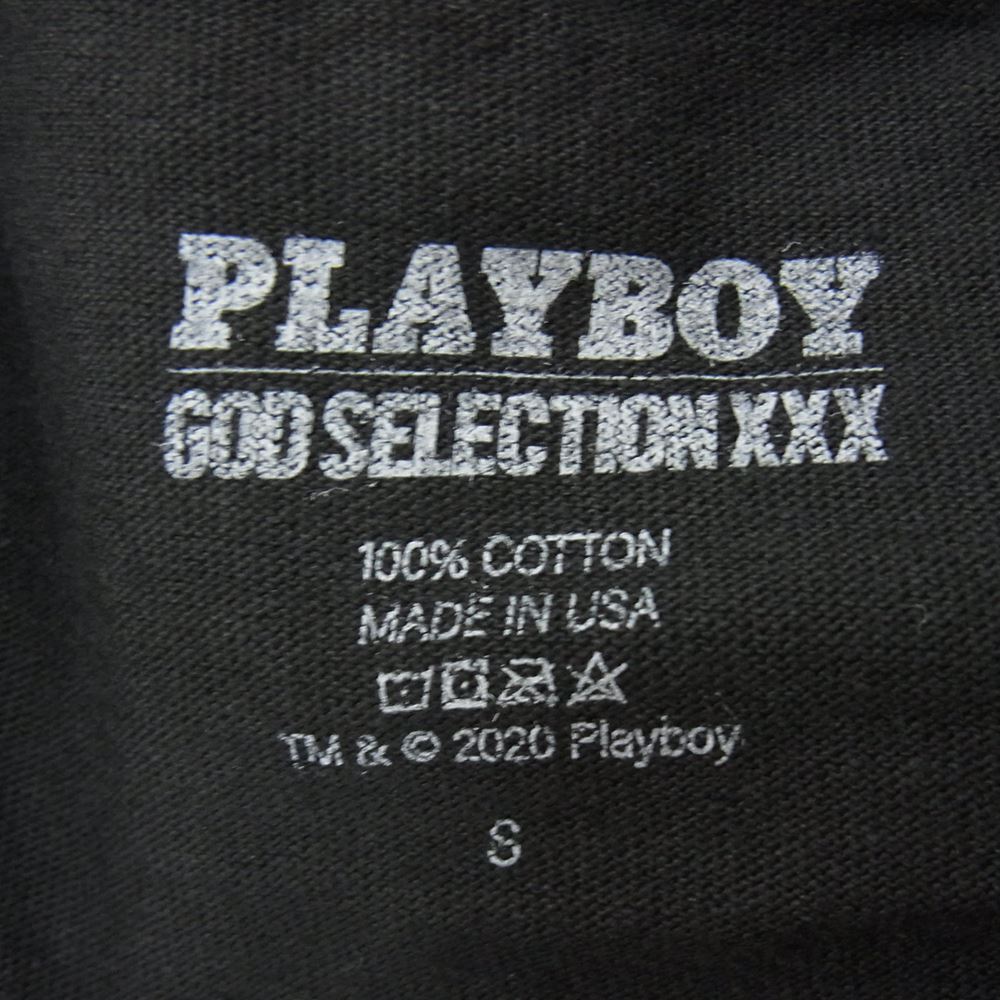 PLAYBOY
GOD SELECTION XXX
100% COTTON
MADE IN USA
TM & © 2020 Playboy
S